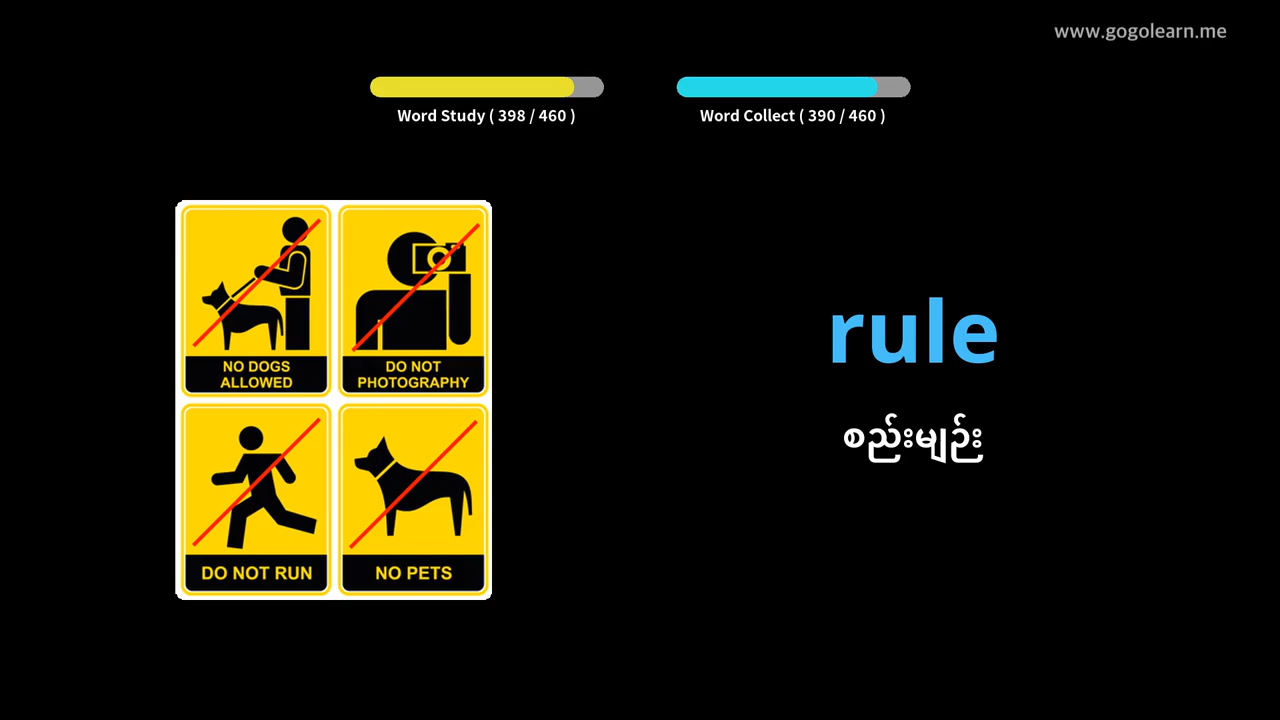 www.gogolearn.me
Word Study ( 398 / 460 )
Word Collect ( 390 / 460 )
NO DOGS
ALLOWED
DO NOT
PHOTOGRAPHY
DO NOT RUN
NO PETS
rule
စည်းမျဉ်း